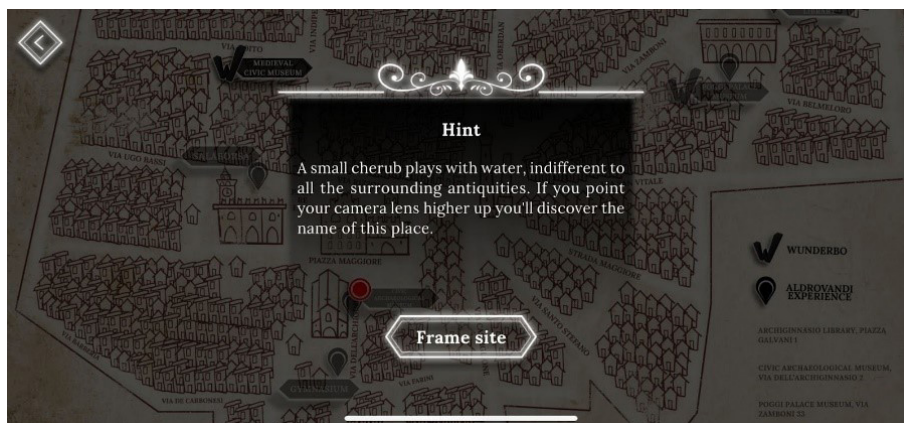 Hint
A small cherub plays with water, indifferent to
all the surrounding antiquities. If you point
your camera lens higher up you'll discover the
name of this place.
Frame site
MEDIEVAL
CIVIC MUSEUM
VIA UGO BASSI
VIA ZAMBONI
VIA BELMELORO
VITALE
PIAZZA MAGGIORE
STRADA MAGGIORE
VIA SANTO STEFANO
VIA FARINI
VIA DE CARBONESI
WUNDERBO
ALDROVANDI
EXPERIENCE
ARCHIGINNASIO LIBRARY, PIAZZA
GALVANI 1
CIVIC ARCHAEOLOGICAL MUSEUM,
VIA DELL'ARCHIGINNASIO 2
POGGI PALACE MUSEUM, VIA
ZAMBONI 33